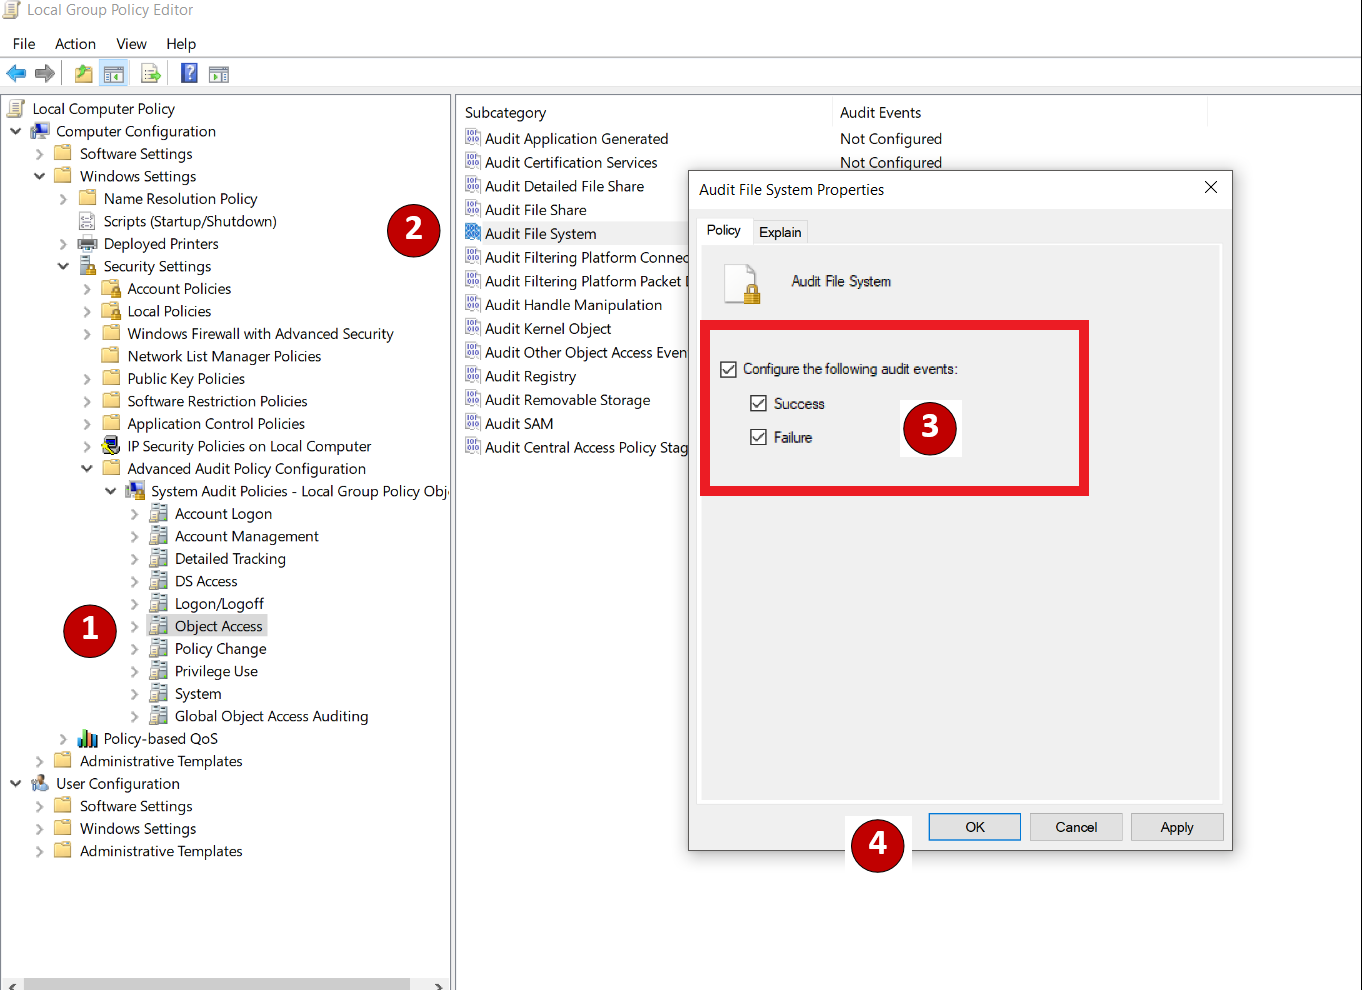 Local Group Policy Editor
File Action View Help
Local Computer Policy
Computer Configuration
Software Settings
Windows Settings
Name Resolution Policy
Scripts (Startup/Shutdown)
Deployed Printers
Security Settings
Account Policies
Local Policies
Windows Firewall with Advanced Security
Network List Manager Policies
Public Key Policies
Software Restriction Policies
Application Control Policies
IP Security Policies on Local Computer
Advanced Audit Policy Configuration
System Audit Policies - Local Group Policy Obj
Account Logon
Account Management
Detailed Tracking
DS Access
Logon/Logoff
1
Object Access
Policy Change
Privilege Use
System
Global Object Access Auditing
Policy-based QoS
Administrative Templates
User Configuration
Software Settings
Windows Settings
Administrative Templates
Subcategory Audit Events
Audit Application Generated Not Configured
Audit Certification Services Not Configured
Audit Detailed File Share
Audit File Share
2
Audit File System
Audit Filtering Platform Connec
Audit Filtering Platform Packet
Audit Handle Manipulation
Audit Kernel Object
Audit Other Object Access Even
Audit Registry
Audit Removable Storage
Audit SAM
Audit Central Access Policy Stag
Audit File System Properties
Policy Explain
Audit File System
Configure the following audit events:
Success
Failure
3
4
OK Cancel Apply